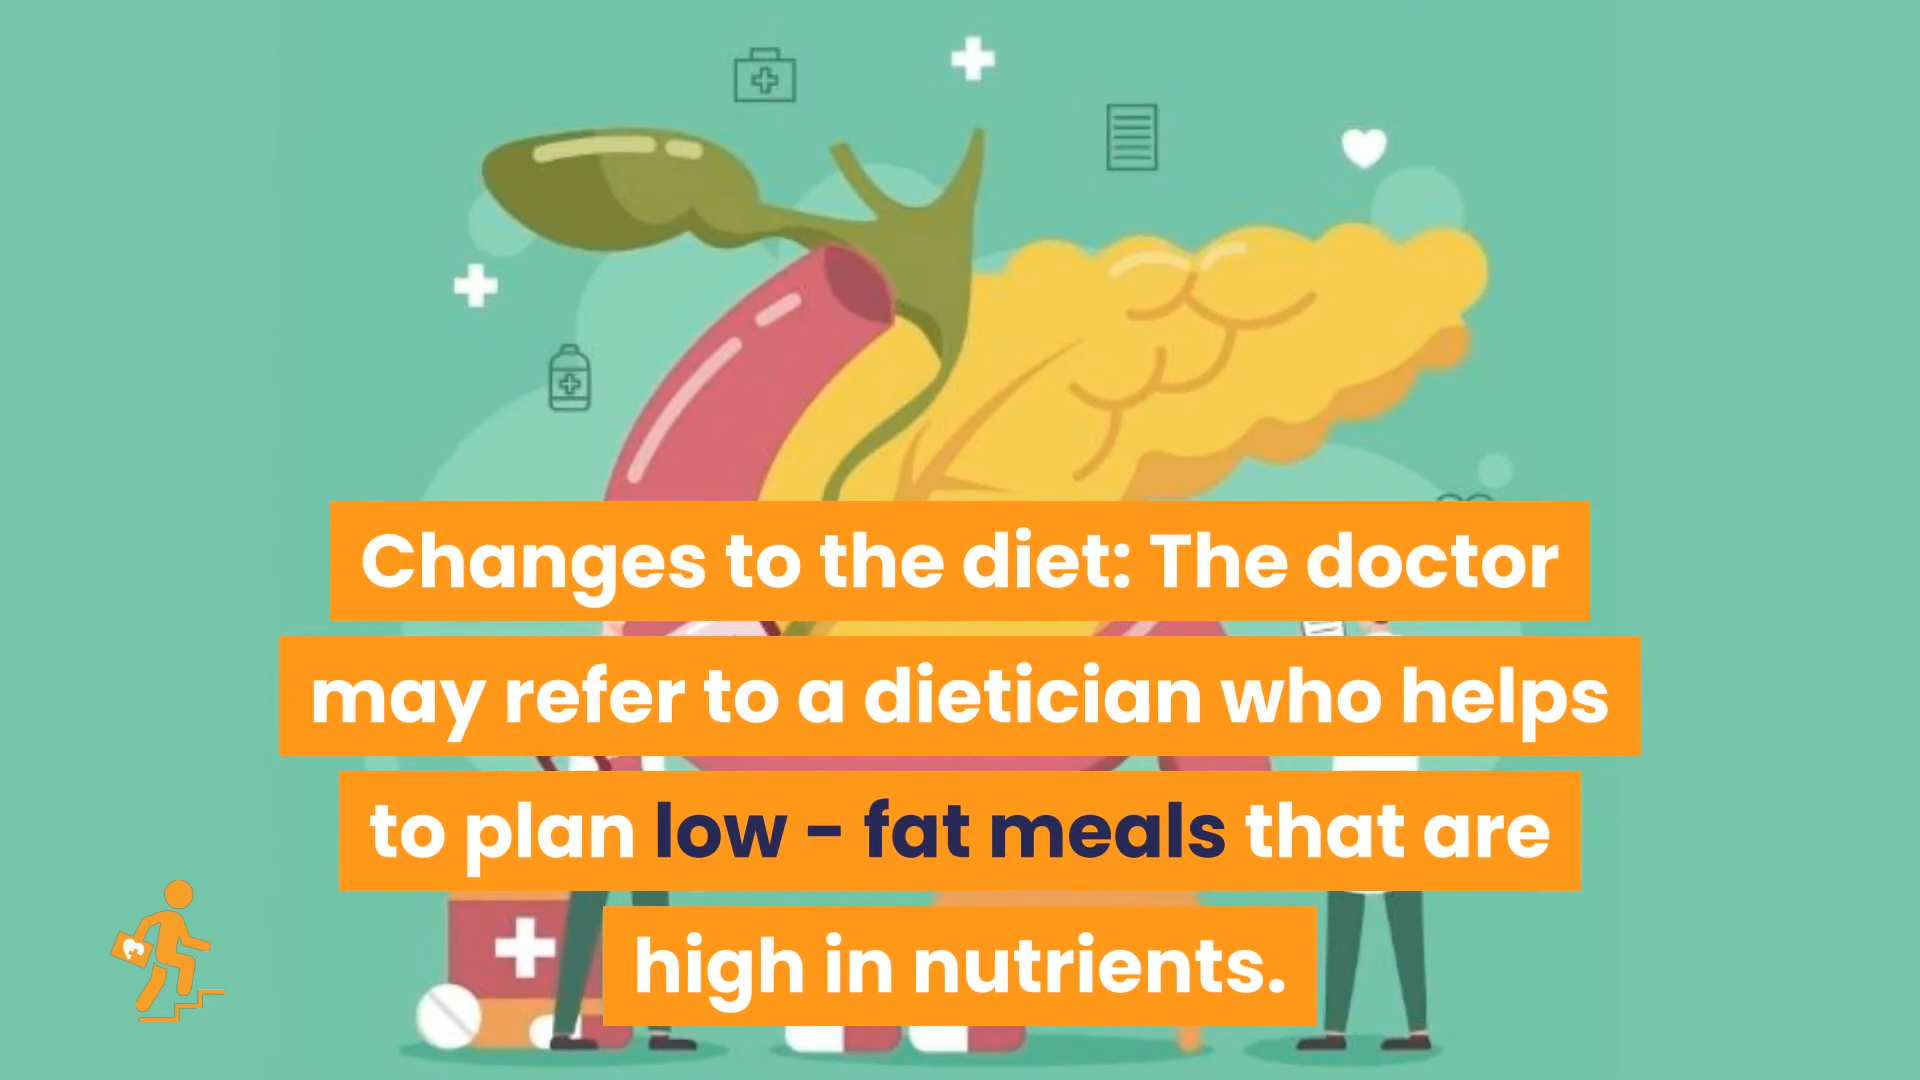 Changes to the diet: The doctor
may refer to a dietician who helps
to plan low - fat meals that are
high in nutrients.
3